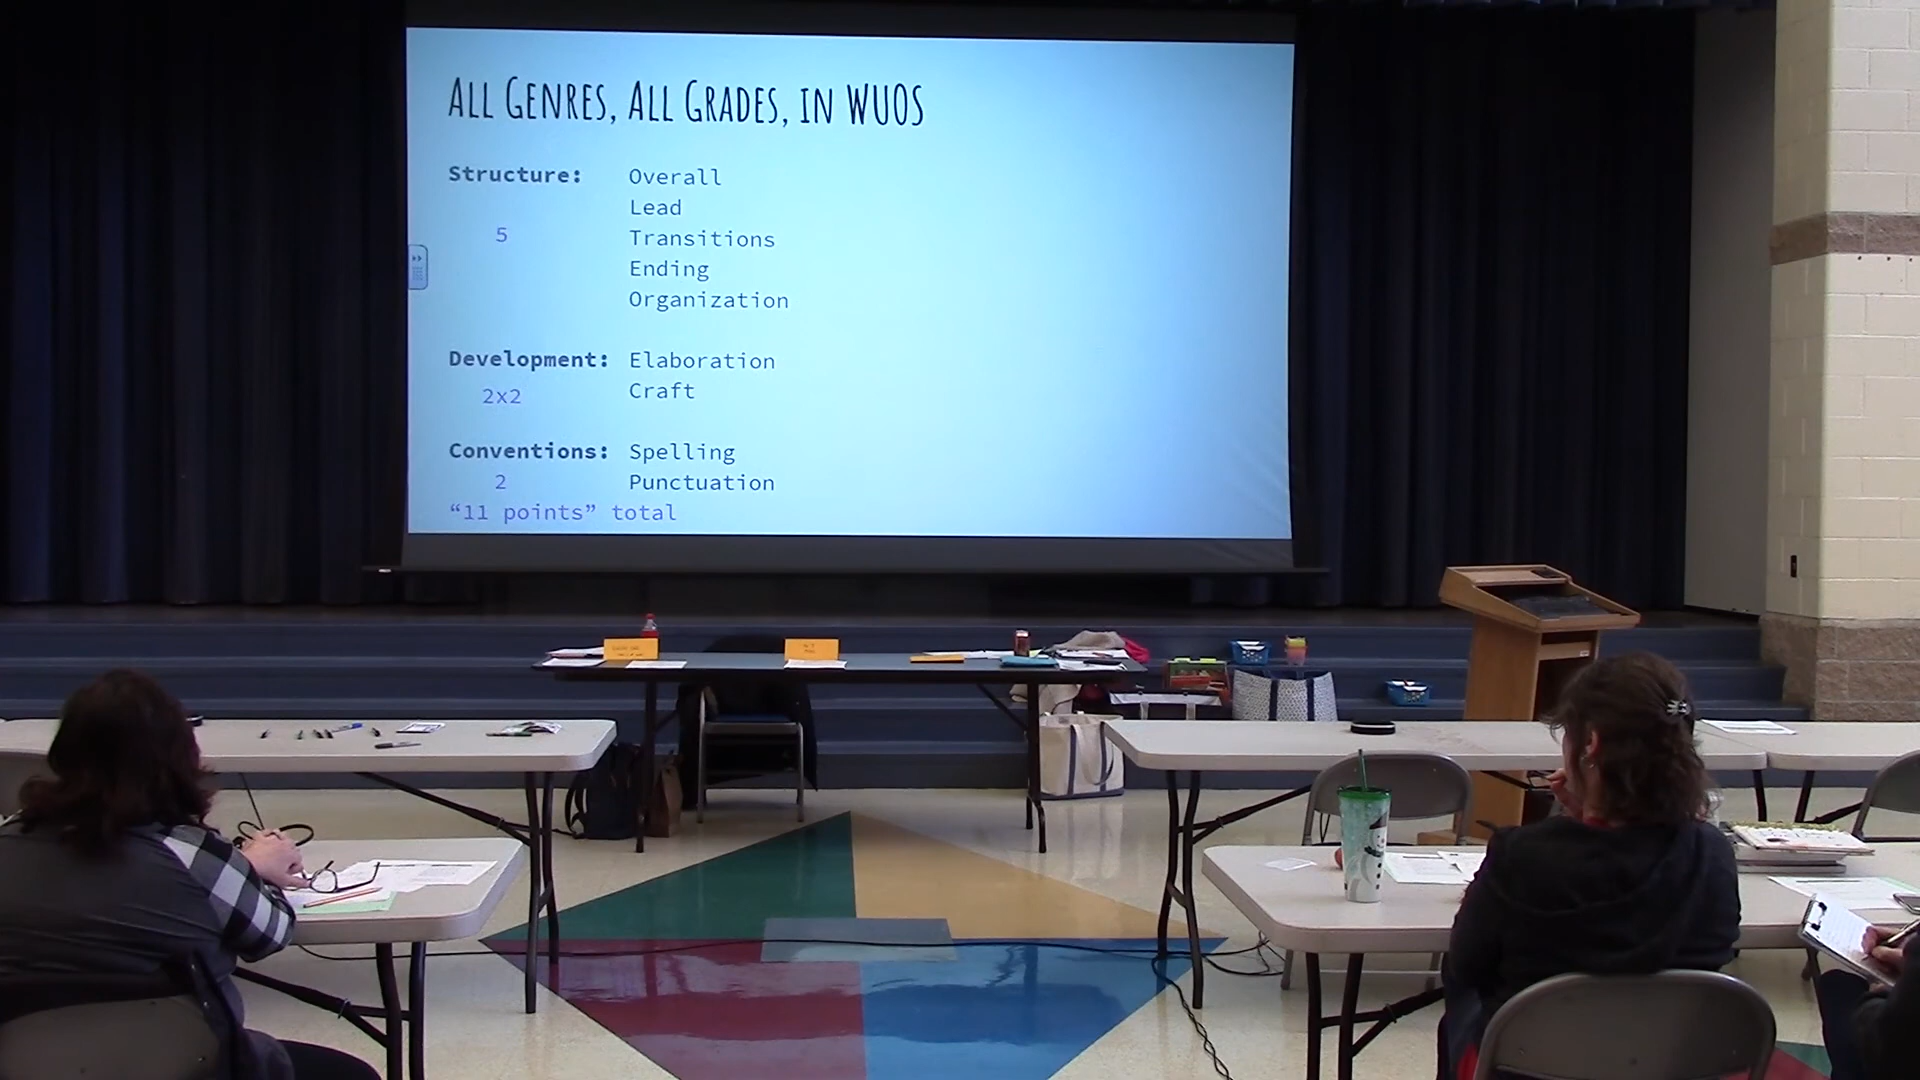 All Genres, All Grades, in WUOS
Structure: Overall
Lead
5 Transitions
Ending
Organization
Development: Elaboration
2x2 Craft
Conventions: Spelling
2 Punctuation
“11 points” total